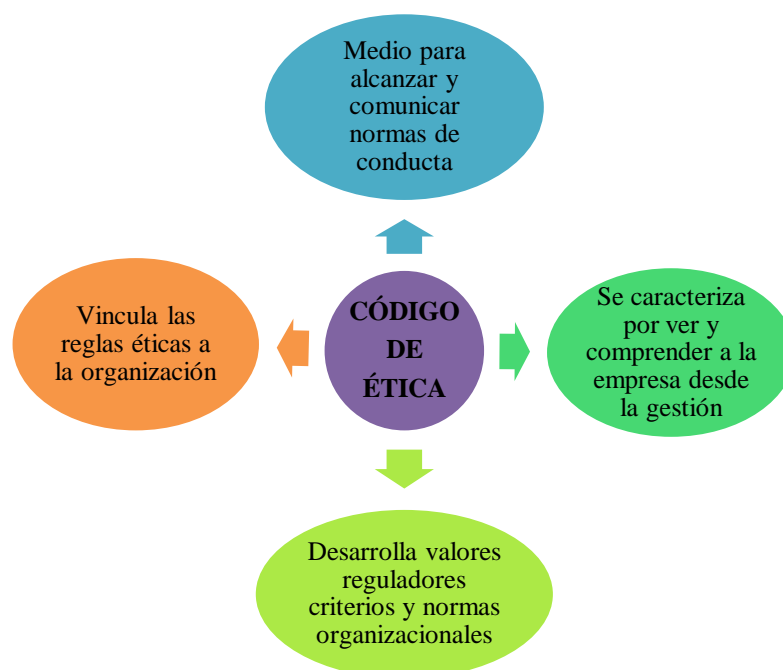 Medio para
alcanzar y
comunicar
normas de
conducta
Vincula las
reglas éticas a
la organización
CÓDIGO
DE
ÉTICA
Se caracteriza
por ver y
comprender a la
empresa desde
la gestión
Desarrolla valores
reguladores
criterios y normas
organizacionales